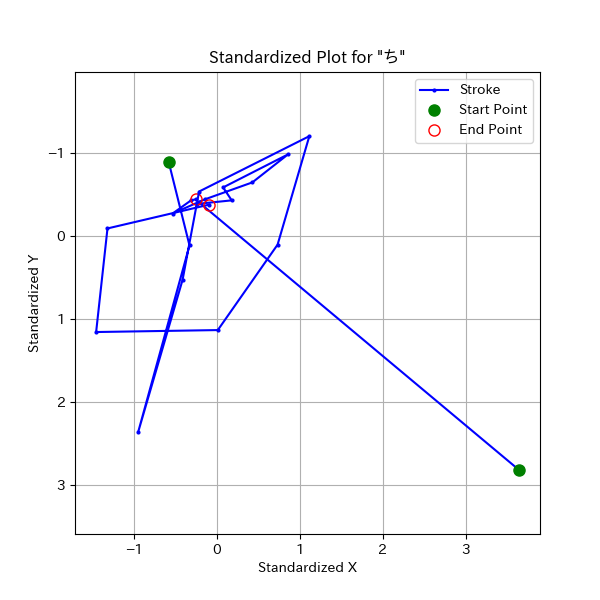 Standardized Plot for "ち"
Stroke
Start Point
End Point
−1
0
1
2
3
Standardized Y
−1
0
1
2
3
Standardized X